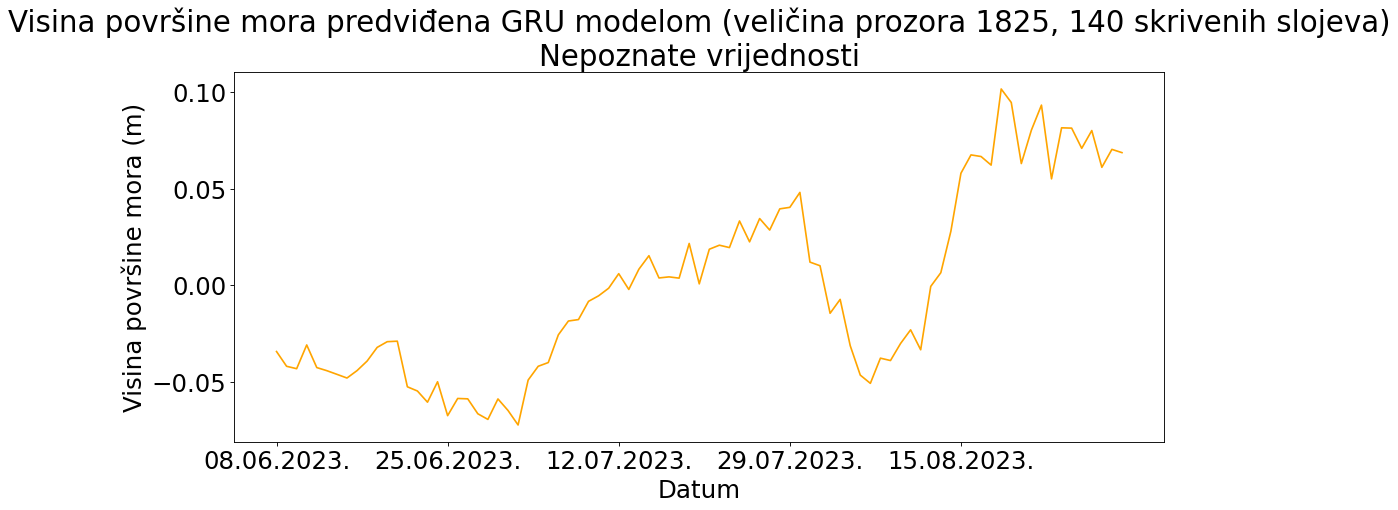 Visina površine mora predviđena GRU modelom (veličina prozora 1825, 140 skrivenih slojeva)
Nepoznate vrijednosti
Visina površine mora (m)
0.10
0.05
0.00
−0.05
08.06.2023.
25.06.2023.
12.07.2023.
29.07.2023.
15.08.2023.
Datum